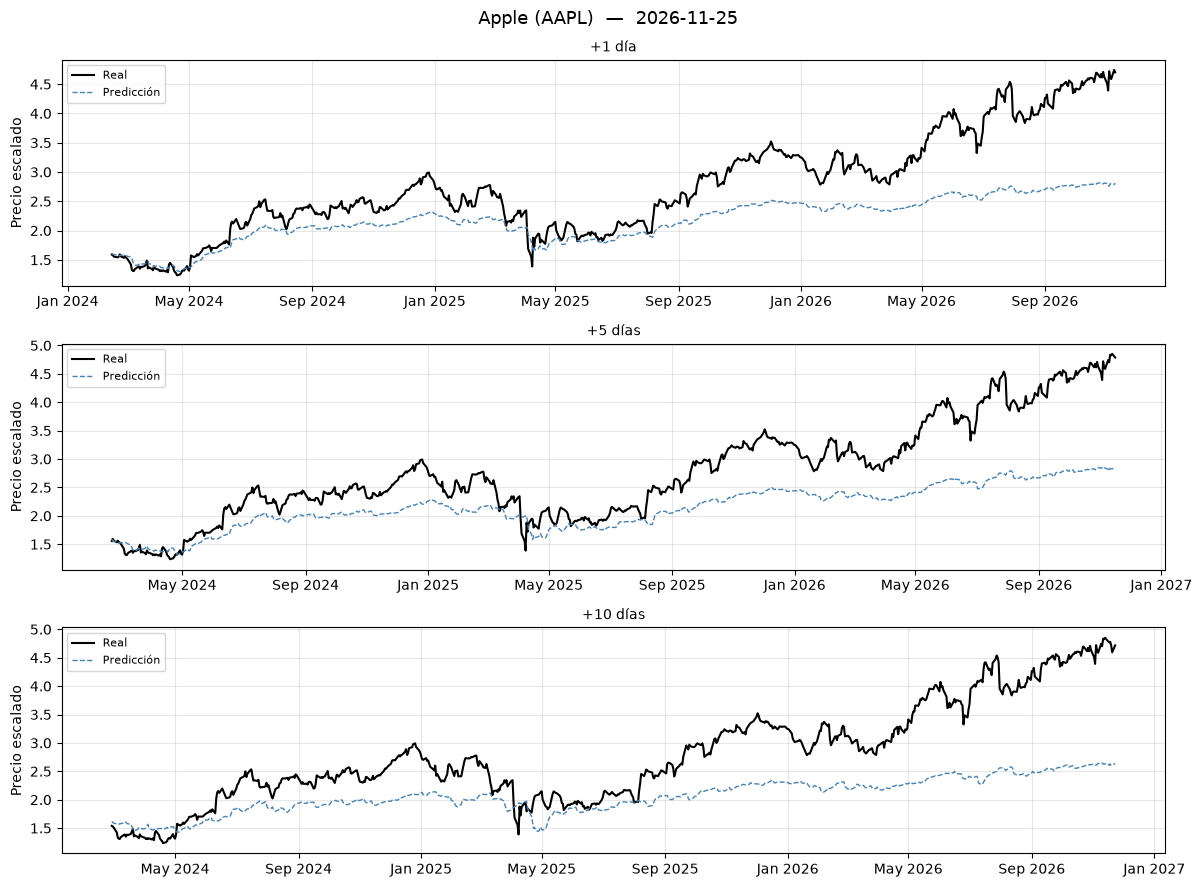 Apple (AAPL) — 2026-11-25
+1 día
Precio escalado
4.5
4.0
3.5
3.0
2.5
2.0
1.5
Real
Predicción
Jan 2024 May 2024 Sep 2024 Jan 2025 May 2025 Sep 2025 Jan 2026 May 2026 Sep 2026
+5 días
Precio escalado
5.0
4.5
4.0
3.5
3.0
2.5
2.0
1.5
Real
Predicción
May 2024 Sep 2024 Jan 2025 May 2025 Sep 2025 Jan 2026 May 2026 Sep 2026 Jan 2027
+10 días
Precio escalado
5.0
4.5
4.0
3.5
3.0
2.5
2.0
1.5
Real
Predicción
May 2024 Sep 2024 Jan 2025 May 2025 Sep 2025 Jan 2026 May 2026 Sep 2026 Jan 2027